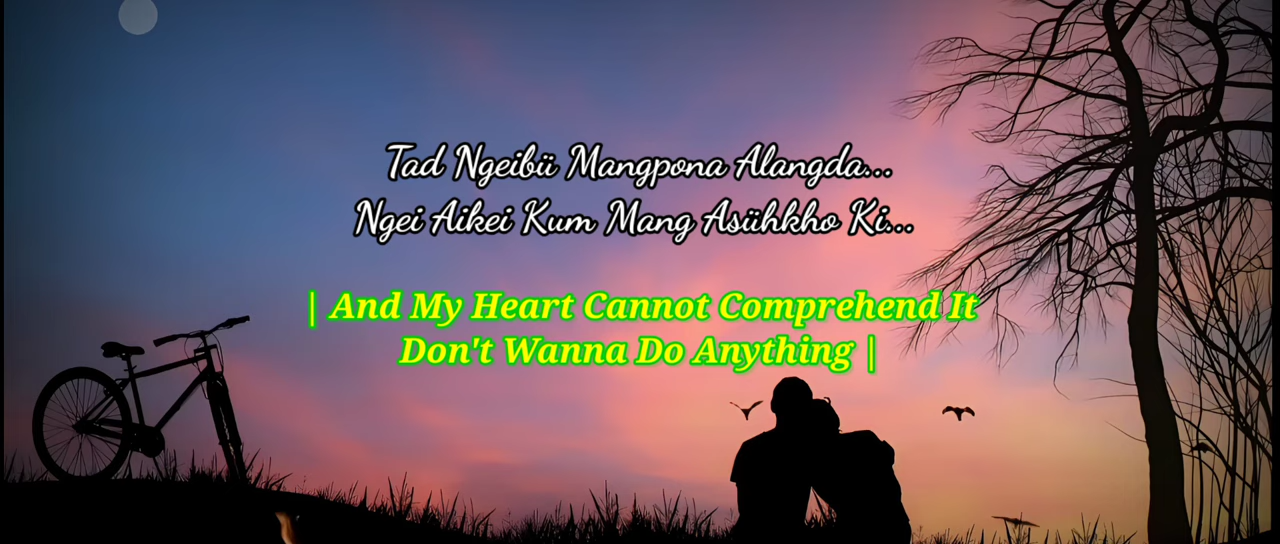 Tad Ngeibü Mangpona Alangda...
Ngei Aikei Kum Mang Asühkho Ki...
| And My Heart Cannot Comprehend It
Don't Wanna Do Anything |